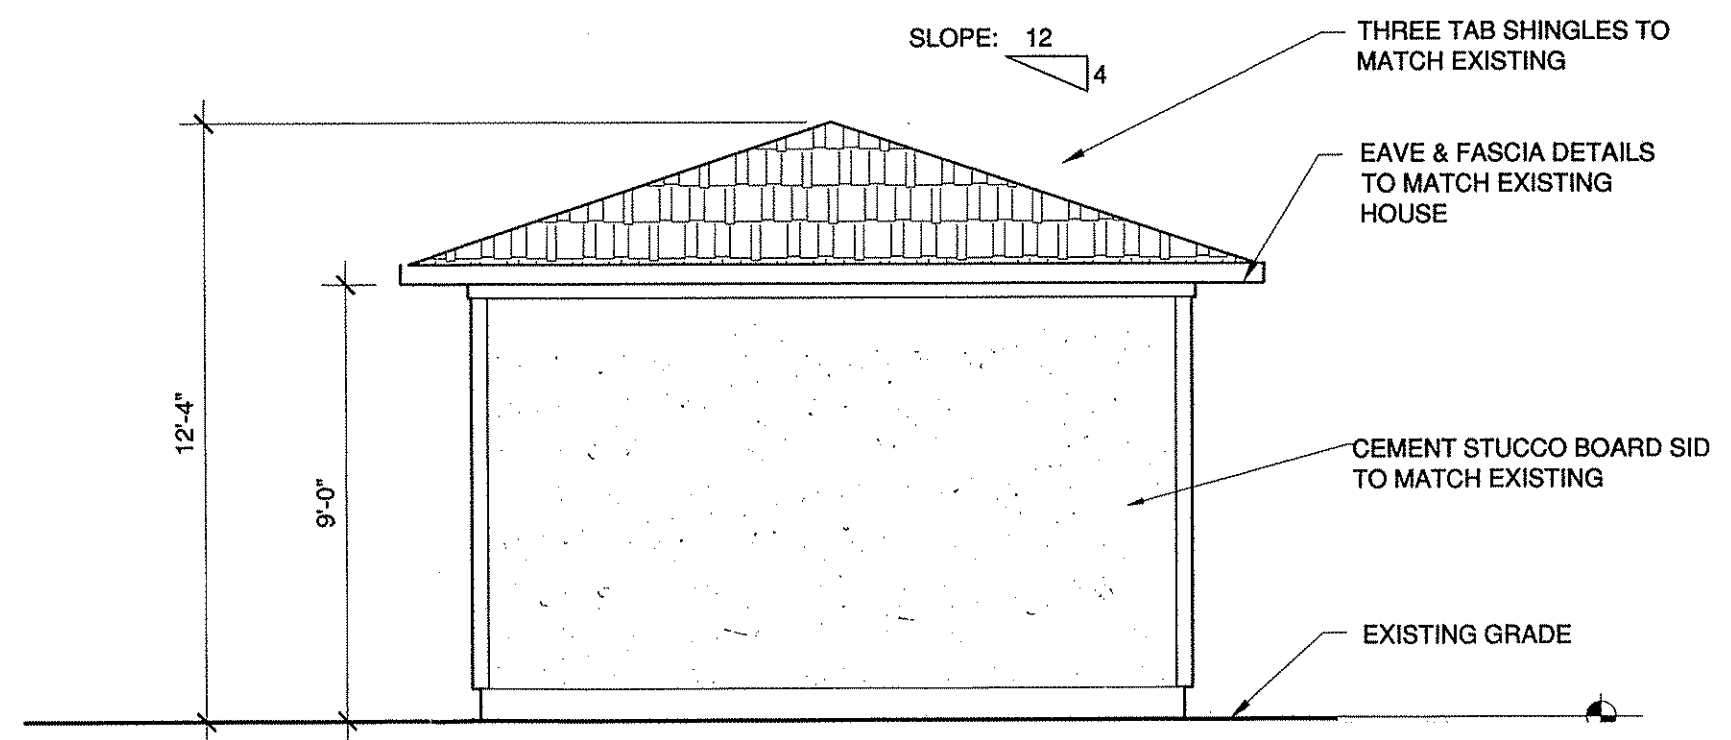 SLOPE: 12
4
THREE TAB SHINGLES TO
MATCH EXISTING
EAVE & FASCIA DETAILS
TO MATCH EXISTING
HOUSE
12'-4"
9'-0"
CEMENT STUCCO BOARD SID
TO MATCH EXISTING
EXISTING GRADE